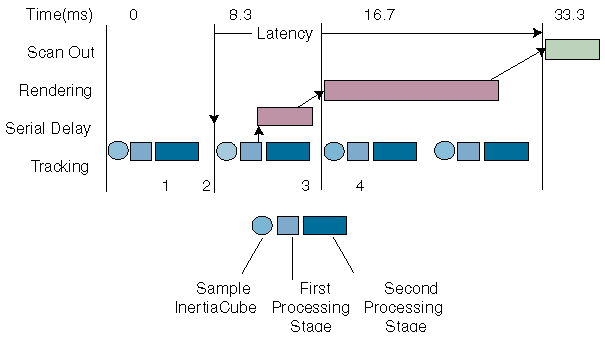 Time(ms) 0 8.3 16.7 33.3
Latency
Scan Out
Rendering
Serial Delay
Tracking
1 2 3 4
Sample First Second
InertiaCube Processing Processing
Stage Stage